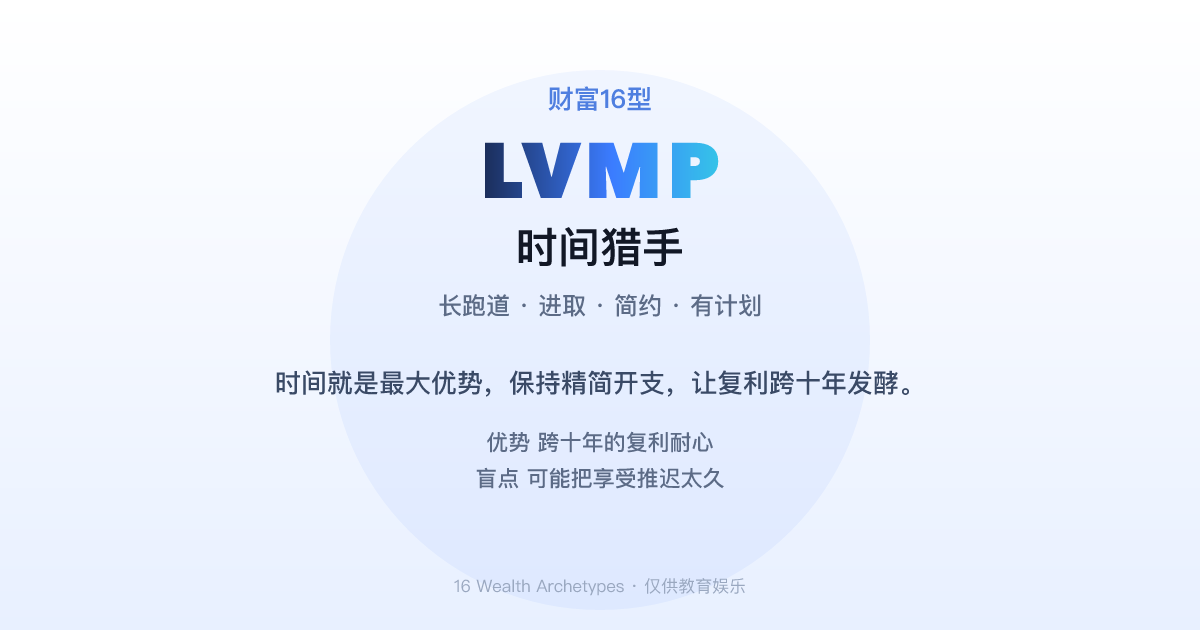 财富16型
LVMP
时间猎手
长跑道 · 进取 · 简约 · 有计划
时间就是最大优势，保持精简开支，让复利跨十年发酵。
优势 跨十年的复利耐心
盲点 可能把享受推迟太久
16 Wealth Archetypes · 仅供教育娱乐